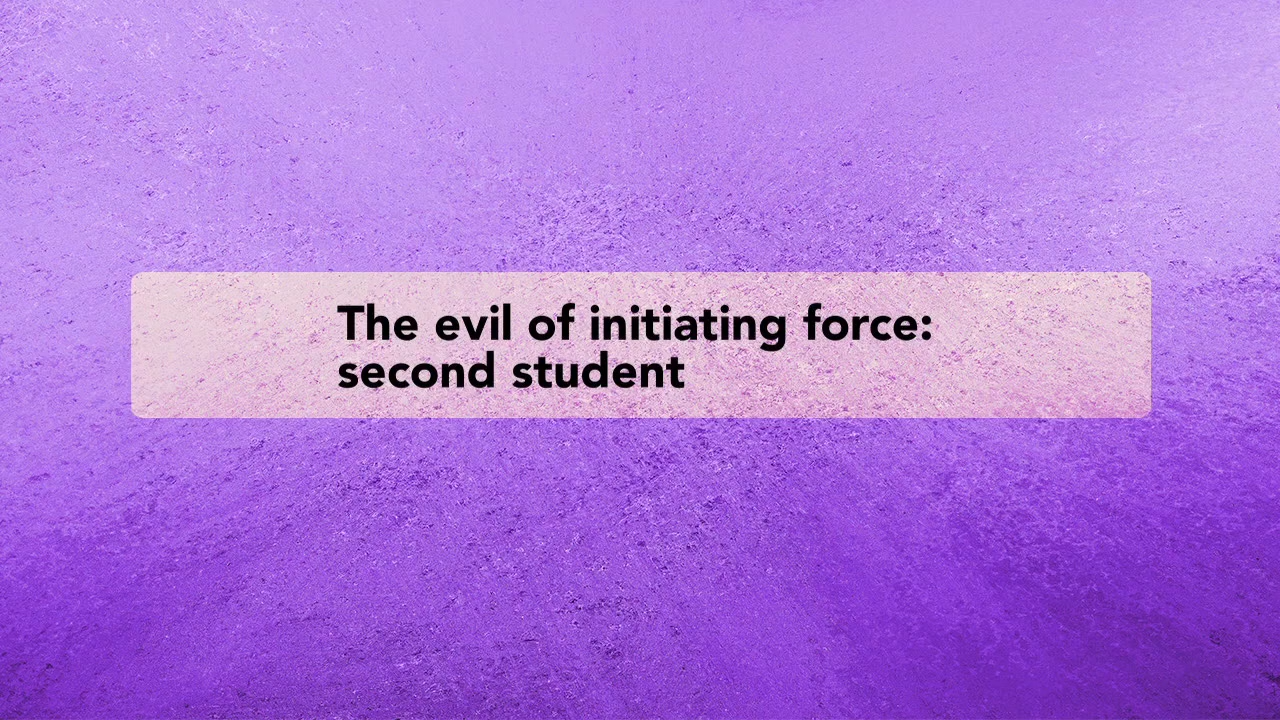 The evil of initiating force:
second student